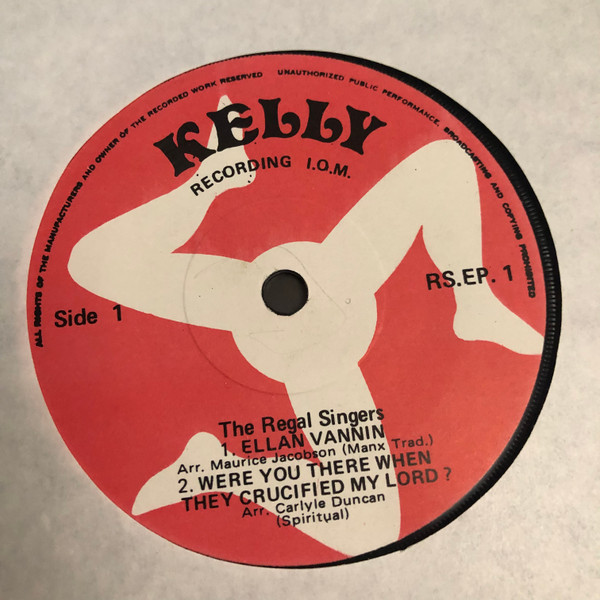 ALL RIGHTS OF THE MANUFACTURERS AND OWNER OF THE RECORDED WORK RESERVED UNAUTHORIZED PUBLIC PERFORMANCE, BROADCASTING AND COPYING PROHIBITED
KELLY
RECORDING I.O.M.
Side 1
RS.EP. 1
The Regal Singers
1. ELLAN VANNIN
Arr. Maurice Jacobson (Manx Trad.)
2. WERE YOU THERE WHEN
THEY CRUCIFIED MY LORD ?
Arr. Carlyle Duncan
(Spiritual)